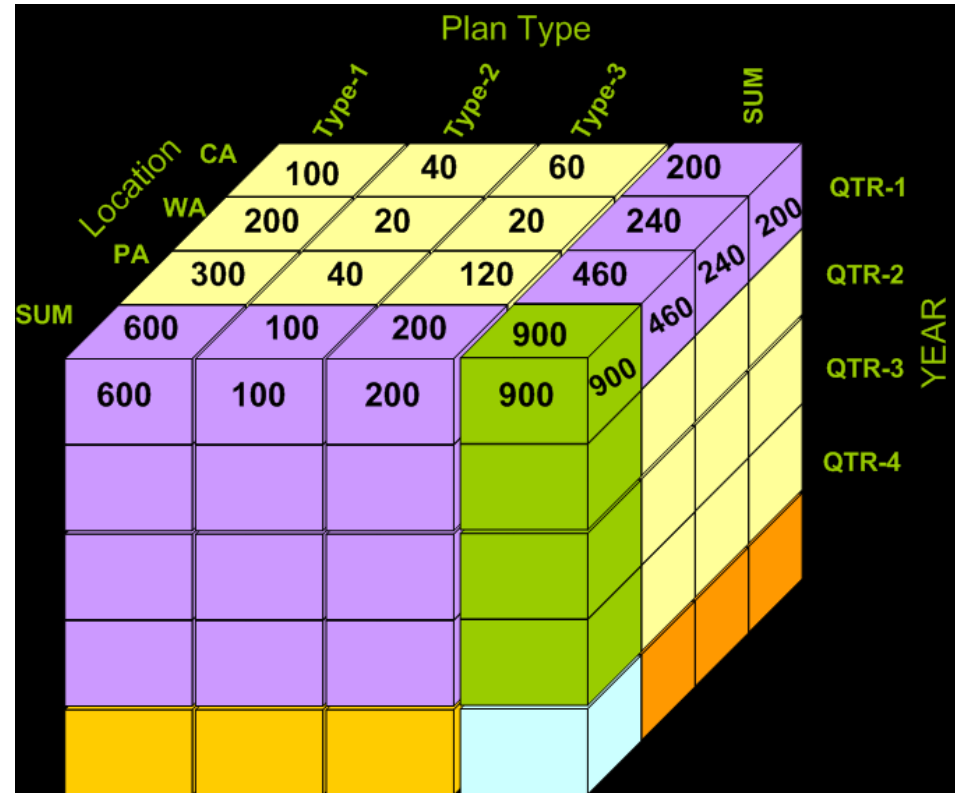 Plan Type
Type-1 Type-2 Type-3 SUM
Location
CA 100 40 60 200
WA 200 20 20 240
PA 300 40 120 460
SUM 600 100 200 900
600 100 200 900
900 460 240 200
QTR-1
QTR-2
QTR-3
QTR-4
YEAR